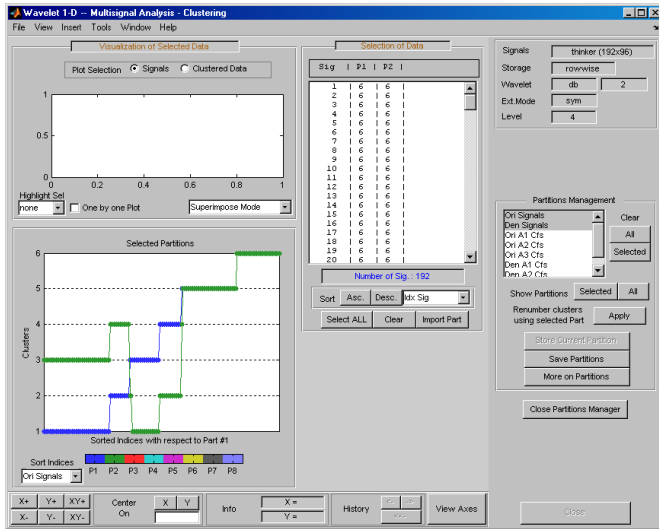 Wavelet 1-D -- Multisignal Analysis - Clustering
File View Insert Tools Window Help
Visualization of Selected Data
Plot Selection Signals Clustered Data
1
0.5
0
0 0.2 0.4 0.6 0.8 1
Highlight Sel
none One by one Plot Superimpose Mode
Selected Partitions
6
5
4
3
2
1
Clusters
Sorted Indices with respect to Part #1
Sort Indices
Ori Signals
P1 P2 P3 P4 P5 P6 P7 P8
Selection of Data
Sig | P1 | P2 |
1 | 6 | 6 |
2 | 6 | 6 |
3 | 6 | 6 |
4 | 6 | 6 |
5 | 6 | 6 |
6 | 6 | 6 |
7 | 6 | 6 |
8 | 6 | 6 |
9 | 6 | 6 |
10 | 6 | 6 |
11 | 6 | 6 |
12 | 6 | 6 |
13 | 6 | 6 |
14 | 6 | 6 |
15 | 6 | 6 |
16 | 6 | 6 |
17 | 6 | 6 |
18 | 6 | 6 |
19 | 6 | 6 |
20 | 6 | 6 |
Number of Sig.: 192
Sort Asc. Desc. Idx Sig
Select ALL Clear Import Part
Signals thinker (192x96)
Storage rowwise
Wavelet db 2
Ext.Mode sym
Level 4
Partitions Management
Ori Signals
Den Signals
Ori A1 Cfs
Ori A2 Cfs
Ori A3 Cfs
Den A1 Cfs
Den A2 Cfs
Clear
All
Selected
Show Partitions Selected All
Renumber clusters
using selected Part Apply
Store Current Partition
Save Partitions
More on Partitions
Close Partitions Manager
X+ Y+ XY+
X- Y- XY-
Center
On
X Y
Info
X =
Y =
History
<- ->
<<-
View Axes
Close